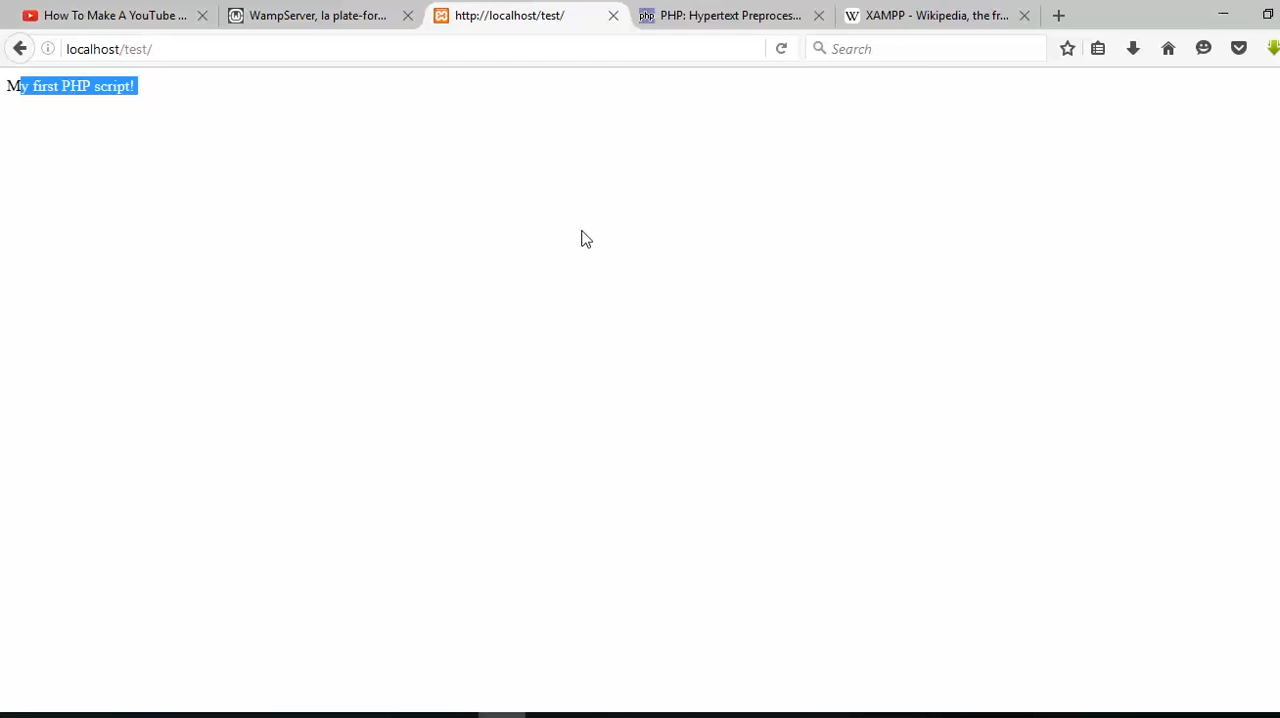 How To Make A YouTube ...
WampServer, la plate-for...
http://localhost/test/
php PHP: Hypertext Preproces...
W XAMPP - Wikipedia, the fr...
localhost/test/
Search
My first PHP script!